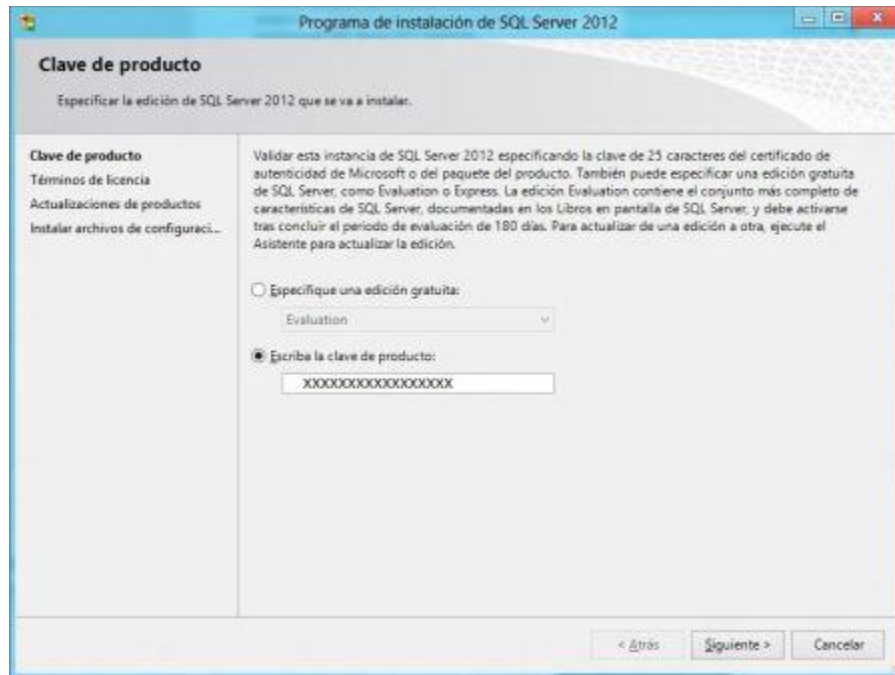 Programa de instalación de SQL Server 2012
Clave de producto
Especificar la edición de SQL Server 2012 que se va a instalar.
Clave de producto
Términos de licencia
Actualizaciones de productos
Instalar archivos de configuraci...
Validar esta instancia de SQL Server 2012 especificando la clave de 25 caracteres del certificado de
autenticidad de Microsoft o del paquete del producto. También puede especificar una edición gratuita
de SQL Server, como Evaluation o Express. La edición Evaluation contiene el conjunto más completo de
características de SQL Server, documentadas en los Libros en pantalla de SQL Server, y debe activarse
tras concluir el periodo de evaluación de 180 días. Para actualizar de una edición a otra, ejecute el
Asistente para actualizar la edición.
Especifique una edición gratuita:
Evaluation
Escriba la clave de producto:
XXXXXXXXXXXXXXXXX
< Atrás
Siguiente >
Cancelar